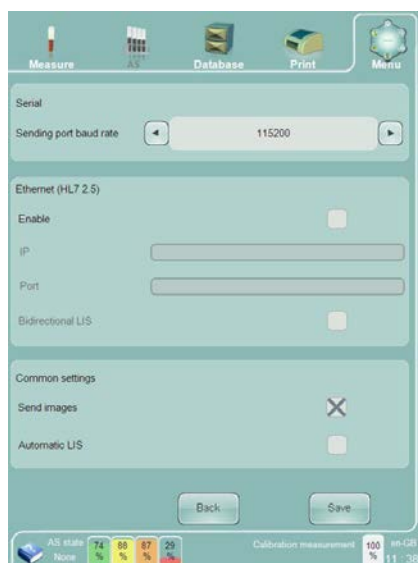 Measure AS Database Print Menu
Serial
Sending port baud rate 115200
Ethernet (HL7 2.5)
Enable
IP
Port
Bidirectional LIS
Common settings
Send images
Automatic LIS
Back Save
AS state 74 86 87 29 Calibration measurement 100 en-GB
None % % % % % 11 : 38